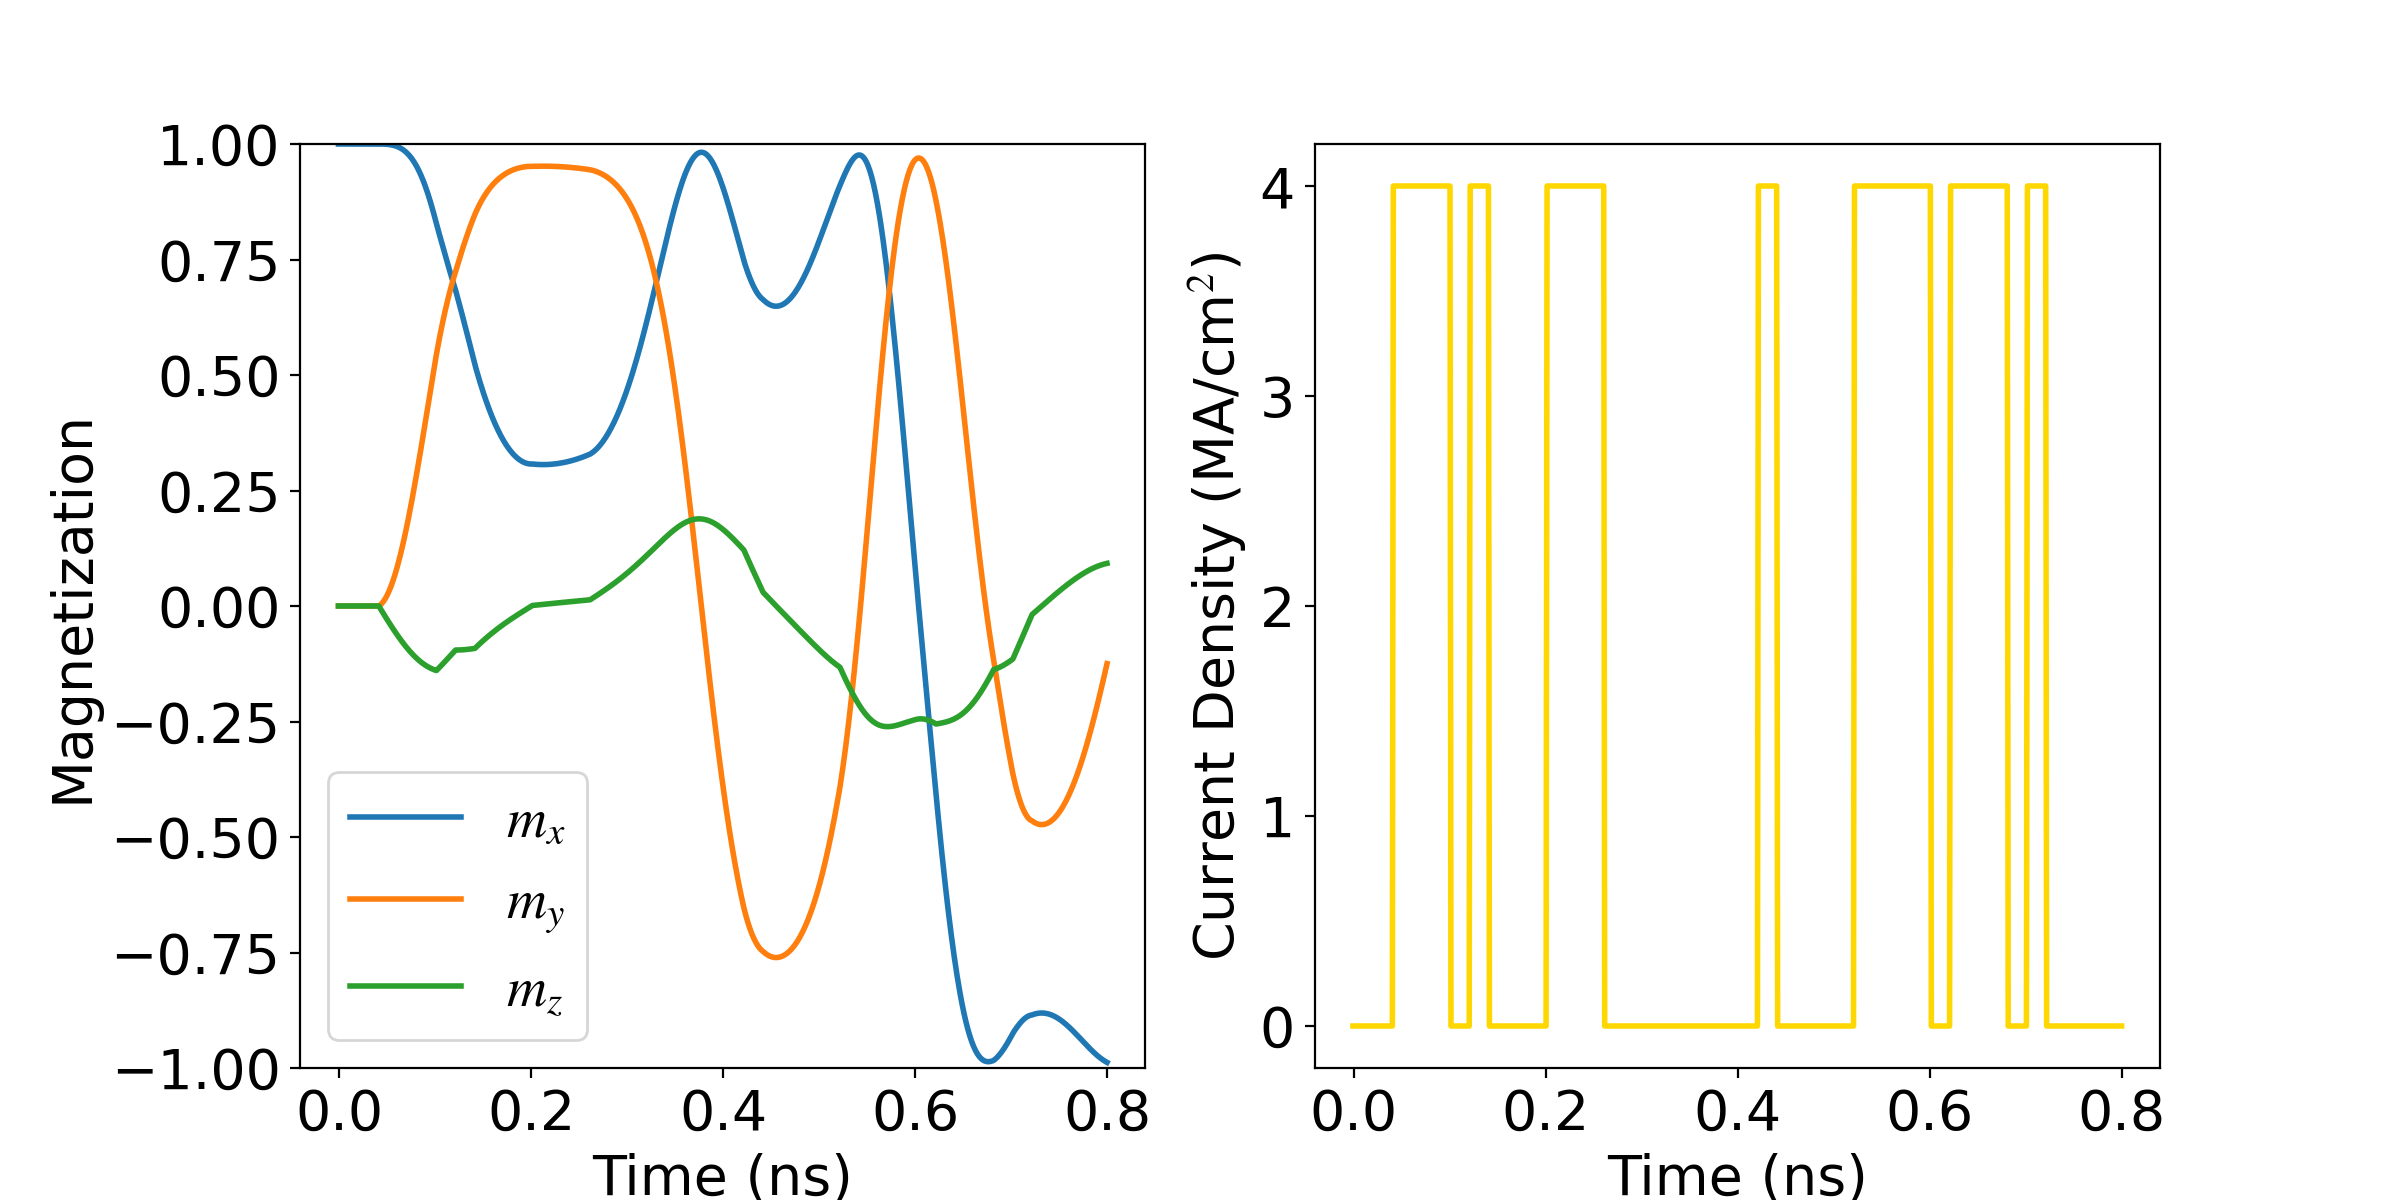 Magnetization
1.00
0.75
0.50
0.25
0.00
−0.25
−0.50
−0.75
−1.00
0.0 0.2 0.4 0.6 0.8
Time (ns)
m_x
m_y
m_z
Current Density (MA/cm²)
4
3
2
1
0
0.0 0.2 0.4 0.6 0.8
Time (ns)